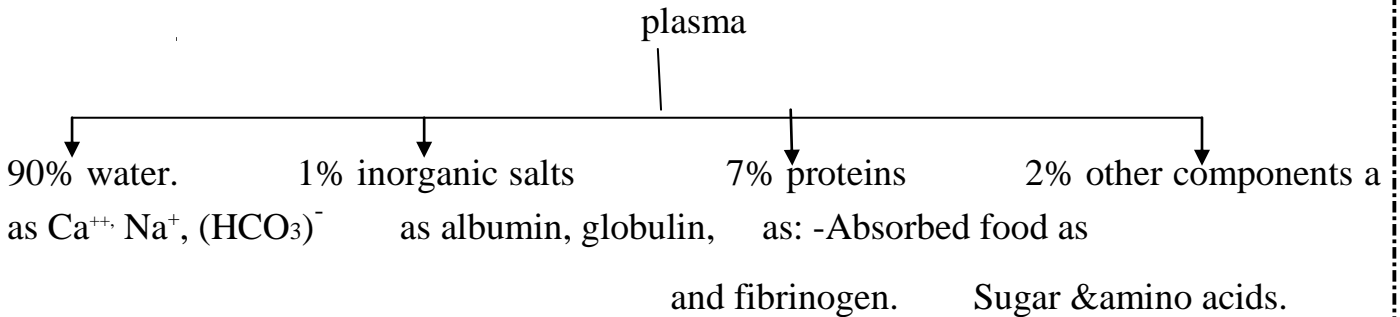 plasma
90% water. 1% inorganic salts 7% proteins 2% other components a
as Ca⁺⁺, Na⁺, (HCO₃)⁻ as albumin, globulin, as: -Absorbed food as
and fibrinogen. Sugar &amino acids.